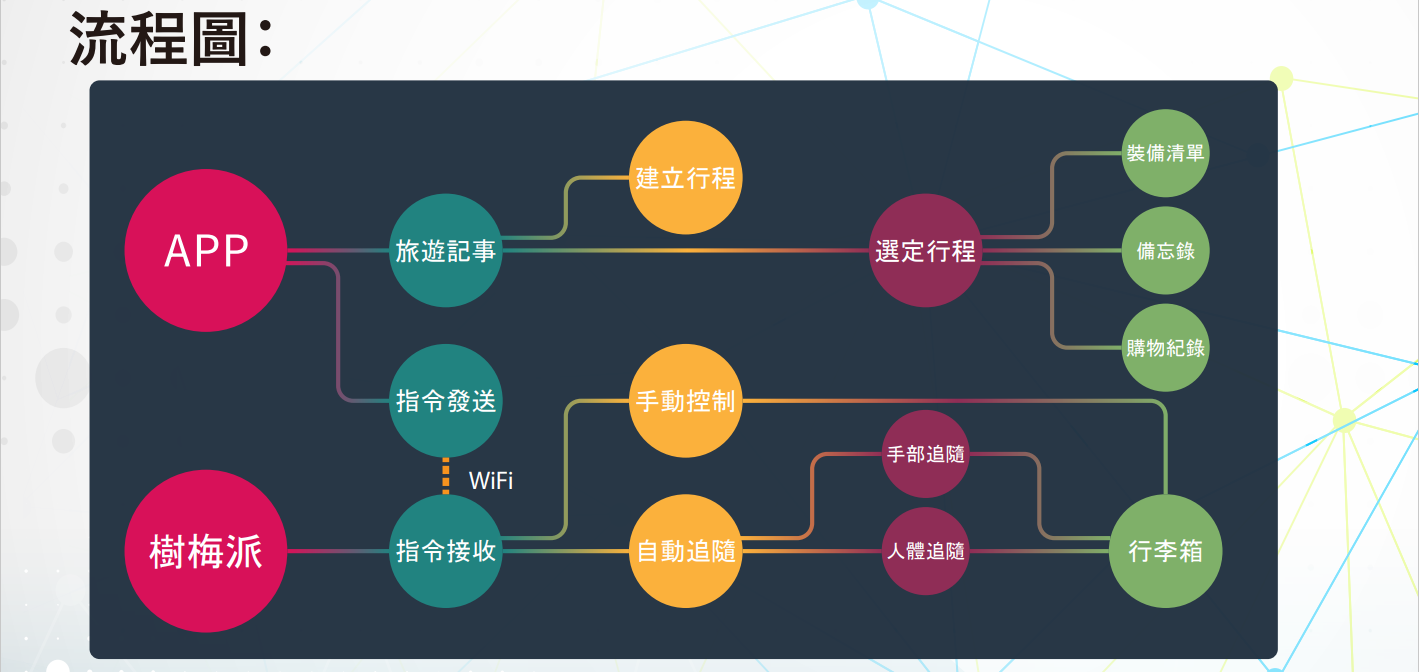 流程圖：
APP
旅遊記事
建立行程
選定行程
裝備清單
備忘錄
購物紀錄
指令發送
手動控制
WiFi
手部追隨
樹梅派
指令接收
自動追隨
人體追隨
行李箱